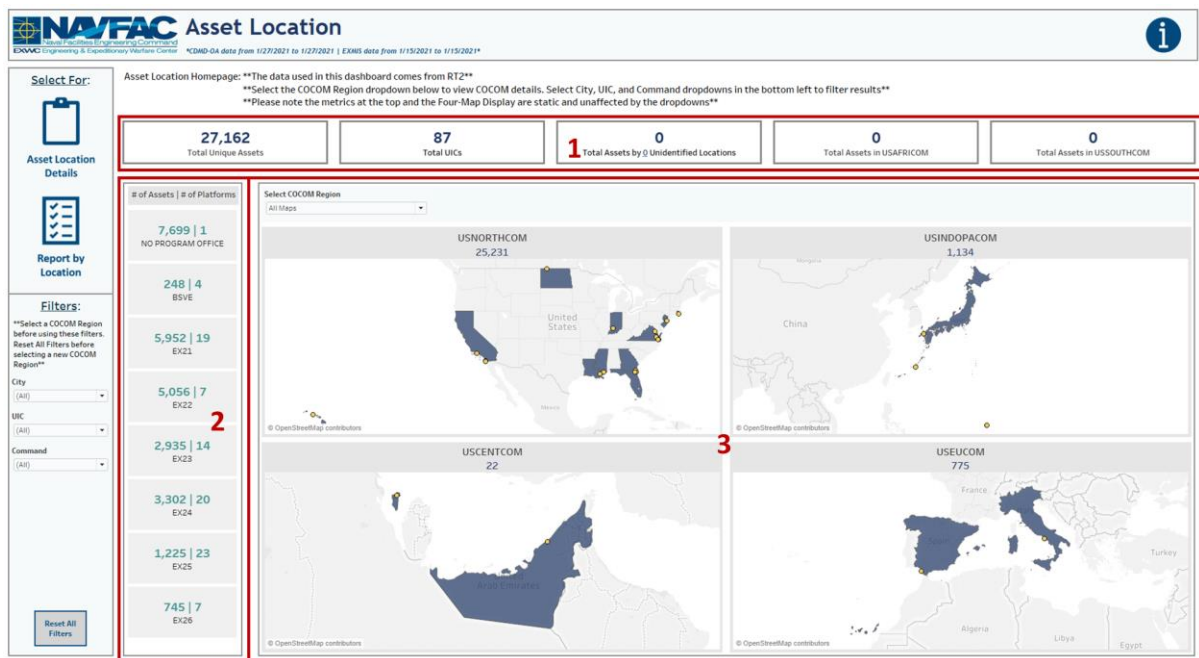 NAVFAC
Naval Facilities Engineering Command
EXWC Engineering & Expeditionary Warfare Center
Asset Location
*CDMD-OA data from 1/27/2021 to 1/27/2021 | EXMIS data from 1/15/2021 to 1/15/2021*
i
Select For:
Asset Location
Details
Report by
Location
Filters:
**Select a COCOM Region
before using these filters.
Reset All Filters before
selecting a new COCOM
Region**
City
(All)
UIC
(All)
Command
(All)
Reset All
Filters
Asset Location Homepage: **The data used in this dashboard comes from RT2**
**Select the COCOM Region dropdown below to view COCOM details. Select City, UIC, and Command dropdowns in the bottom left to filter results**
**Please note the metrics at the top and the Four-Map Display are static and unaffected by the dropdowns**
27,162
Total Unique Assets
87
Total UICs
1
0
Total Assets by 0 Unidentified Locations
0
Total Assets in USAFRICOM
0
Total Assets in USSOUTHCOM
# of Assets | # of Platforms
7,699 | 1
NO PROGRAM OFFICE
248 | 4
BSVE
5,952 | 19
EX21
5,056 | 7
EX22
2
2,935 | 14
EX23
3,302 | 20
EX24
1,225 | 23
EX25
745 | 7
EX26
Select COCOM Region
All Maps
USNORTHCOM
25,231
United
States
Mexico
© OpenStreetMap contributors
USINDOPACOM
1,134
Mongolia
China
© OpenStreetMap contributors
3
USCENTCOM
22
United
Arab Emirates
© OpenStreetMap contributors
USEUCOM
775
France
Spain
Italy
Turkey
Algeria
Libya
Egypt
© OpenStreetMap contributors